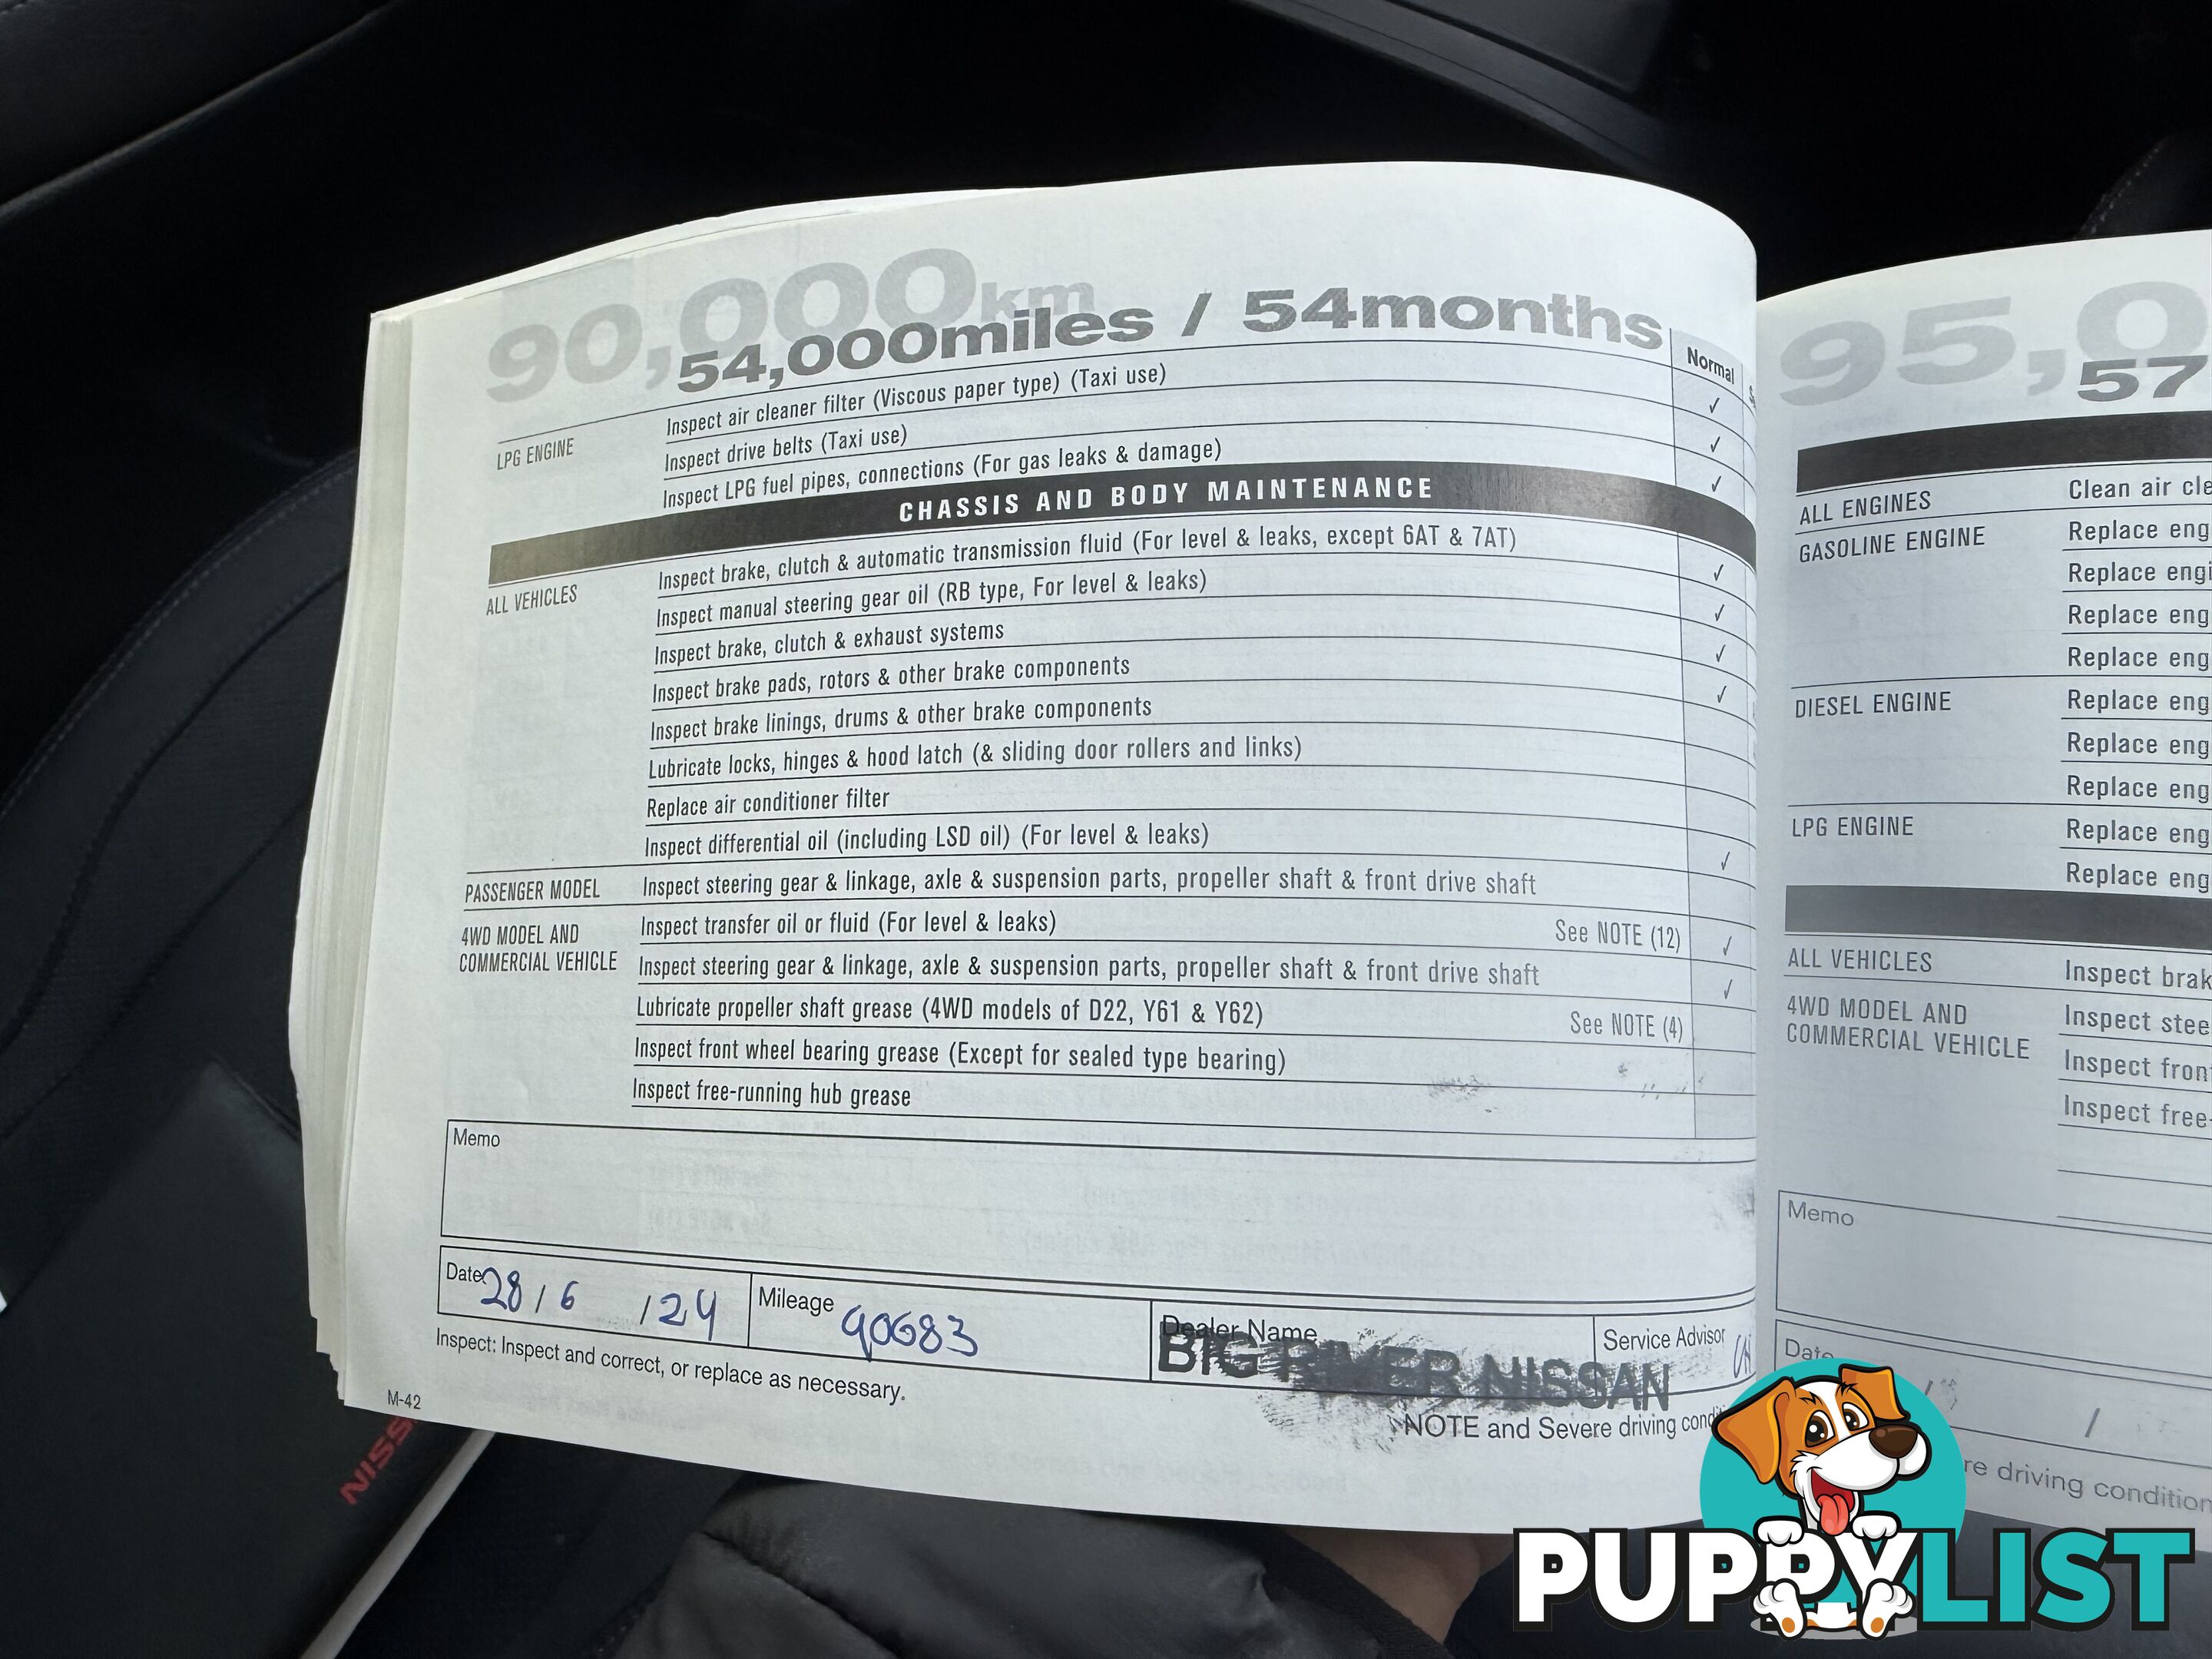 90,000km
54,000miles / 54months
Normal
LPG ENGINE
Inspect air cleaner filter (Viscous paper type) (Taxi use) ✓
Inspect drive belts (Taxi use) ✓
Inspect LPG fuel pipes, connections (For gas leaks & damage) ✓
CHASSIS AND BODY MAINTENANCE
ALL VEHICLES
Inspect brake, clutch & automatic transmission fluid (For level & leaks, except 6AT & 7AT) ✓
Inspect manual steering gear oil (RB type, For level & leaks) ✓
Inspect brake, clutch & exhaust systems ✓
Inspect brake pads, rotors & other brake components ✓
Inspect brake linings, drums & other brake components
Lubricate locks, hinges & hood latch (& sliding door rollers and links)
Replace air conditioner filter
Inspect differential oil (including LSD oil) (For level & leaks) ✓
PASSENGER MODEL
Inspect steering gear & linkage, axle & suspension parts, propeller shaft & front drive shaft
4WD MODEL AND
COMMERCIAL VEHICLE
Inspect transfer oil or fluid (For level & leaks) See NOTE (12) ✓
Inspect steering gear & linkage, axle & suspension parts, propeller shaft & front drive shaft ✓
Lubricate propeller shaft grease (4WD models of D22, Y61 & Y62) See NOTE (4)
Inspect front wheel bearing grease (Except for sealed type bearing)
Inspect free-running hub grease
Memo
Date 28 / 6 / 24
Mileage 90683
Dealer Name
BIG RIVER NISSAN
Service Advisor
Inspect: Inspect and correct, or replace as necessary.
NOTE and Severe driving condi
M-42
NISS
95,0
57
ALL ENGINES
Clean air cle
GASOLINE ENGINE
Replace eng
Replace engi
Replace eng
Replace eng
DIESEL ENGINE
Replace eng
Replace eng
Replace eng
LPG ENGINE
Replace eng
Replace eng
ALL VEHICLES
Inspect brak
4WD MODEL AND
COMMERCIAL VEHICLE
Inspect stee
Inspect fron
Inspect free-
Memo
Date
/ /
re driving condition
PUPPYLIST